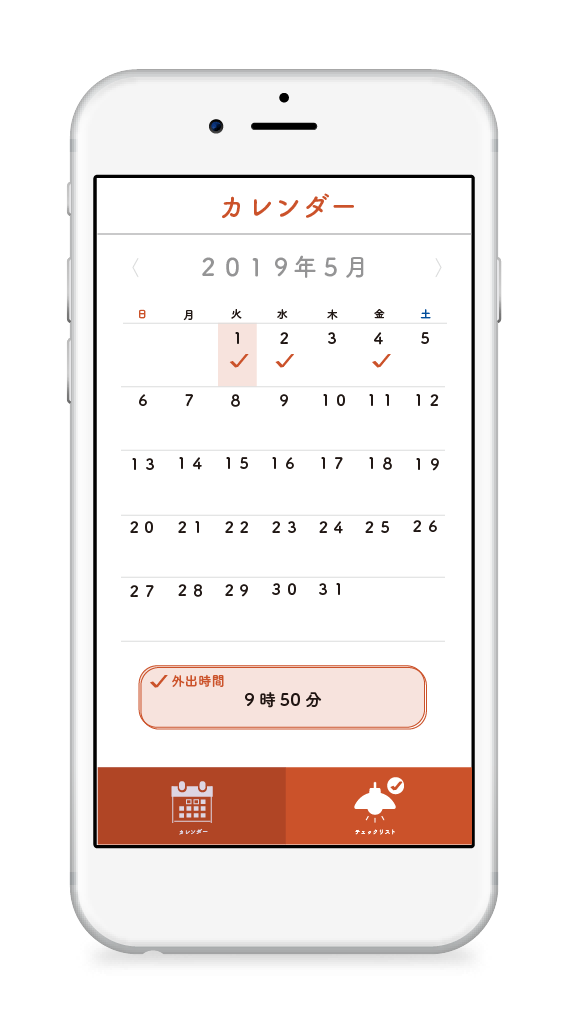 カレンダー
〈 2019年5月 〉
日 月 火 水 木 金 土
1 2 3 4 5
6 7 8 9 10 11 12
13 14 15 16 17 18 19
20 21 22 23 24 25 26
27 28 29 30 31
外出時間
9時50分
カレンダー チェックリスト